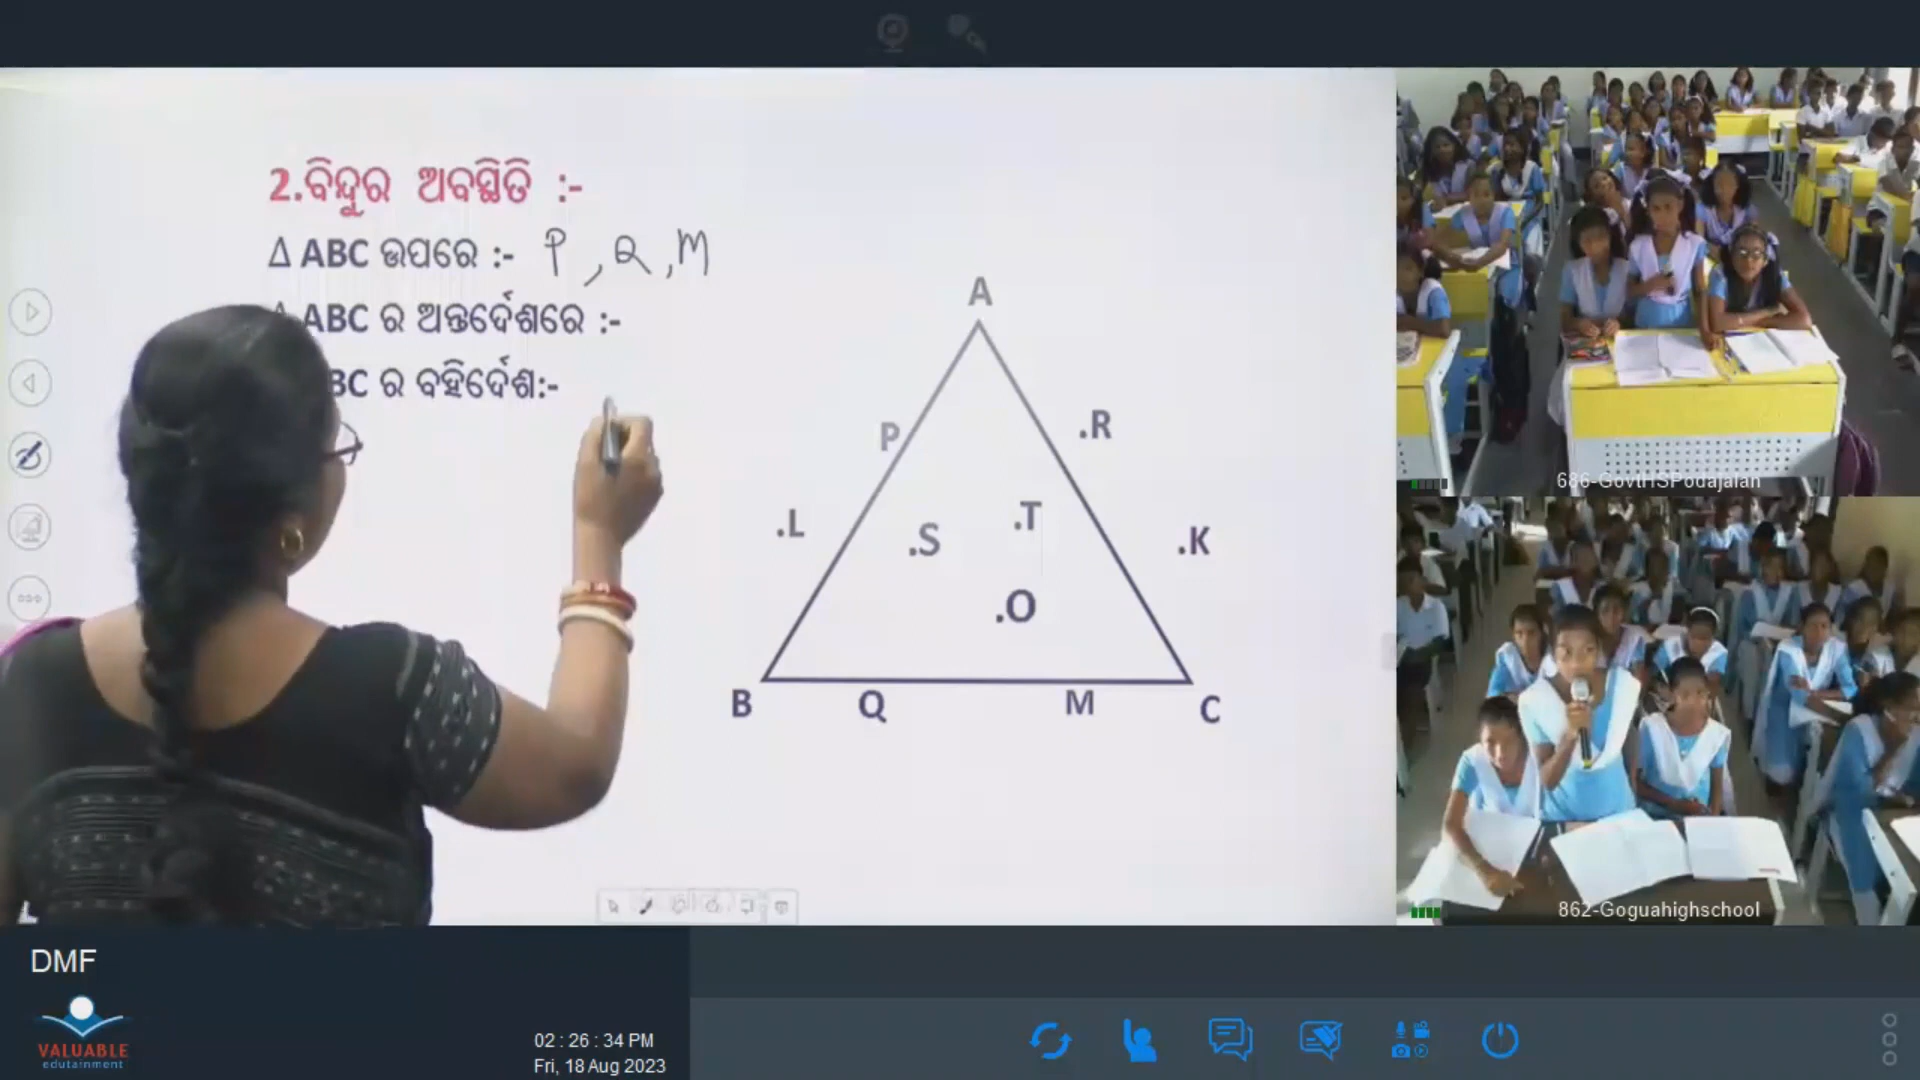 2.ବିନ୍ଦୁର ଅବସ୍ଥିତି :-
Δ ABC ଉପରେ :- P , Q , M
ABC ର ଅନ୍ତର୍ଦେଶରେ :-
BC ର ବହିର୍ଦେଶ:-
A
P
.R
.L
.S
.T
.K
.O
B
Q
M
C
686-GovtHSPodajalan
862-Goguahighschool
DMF
VALUABLE
edutainment
02 : 26 : 34 PM
Fri, 18 Aug 2023